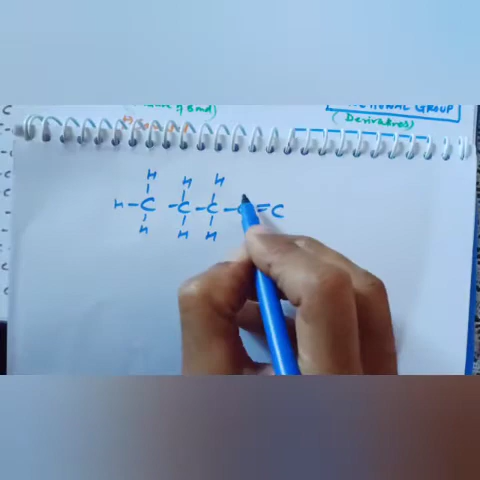 GROUP
(Derivatives)
H H H
H-C-C-C-C=C
H H H